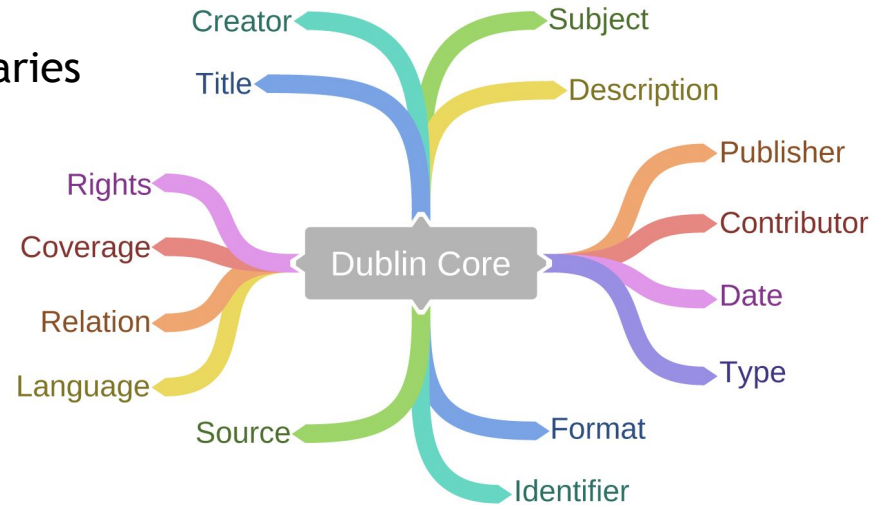 Creator
Subject
aries
Title
Description
Publisher
Rights
Contributor
Coverage
Dublin Core
Date
Relation
Type
Language
Source
Format
Identifier